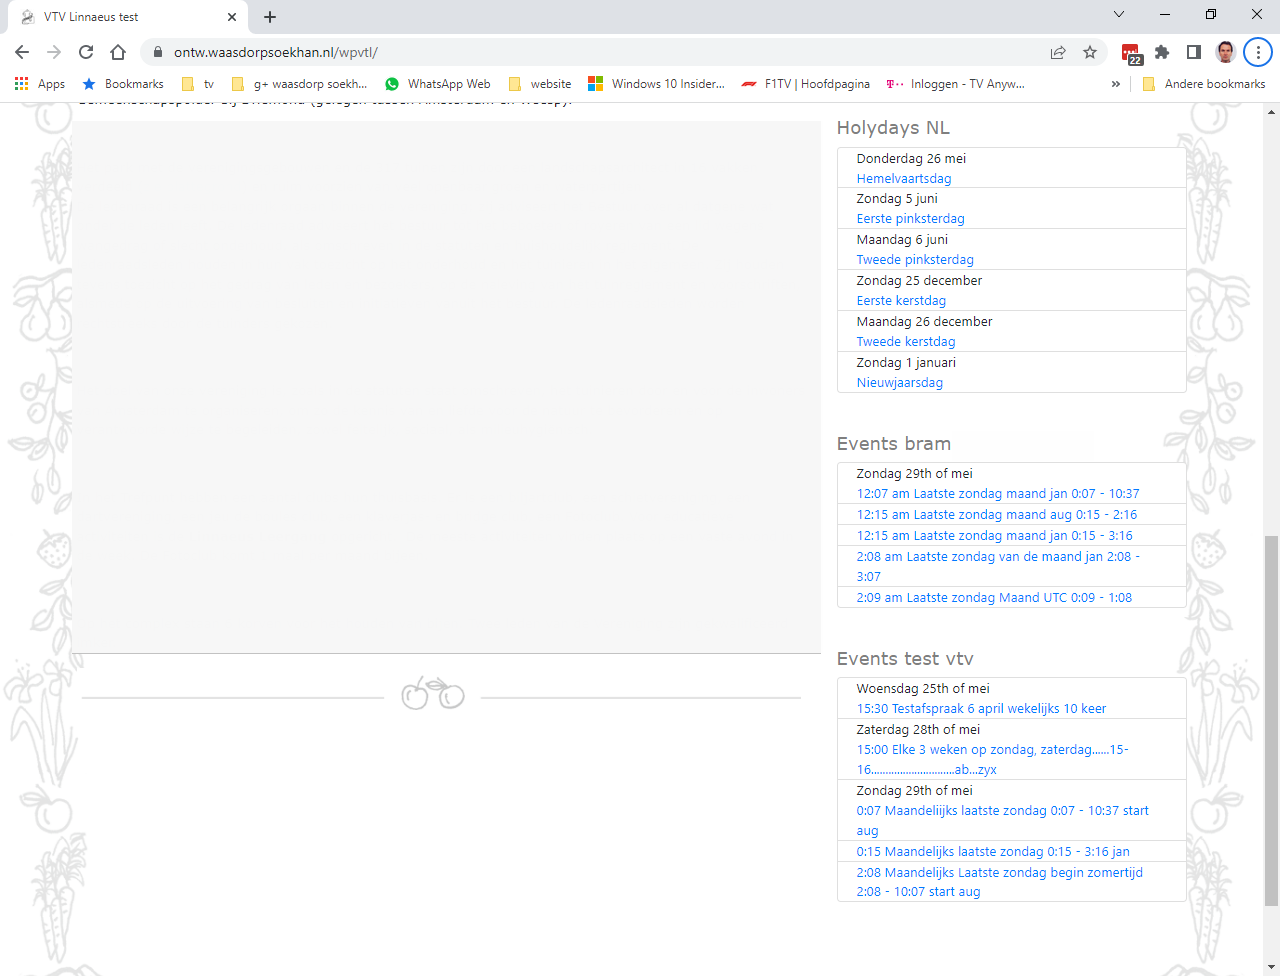 VTV Linnaeus test
ontw.waasdorpsoekhan.nl/wpvtl/
22
Apps
Bookmarks
tv
g+ waasdorp soekh...
WhatsApp Web
website
Windows 10 Insider...
F1TV | Hoofdpagina
Inloggen - TV Anyw...
»
Andere bookmarks
Holydays NL
Donderdag 26 mei
Hemelvaartsdag
Zondag 5 juni
Eerste pinksterdag
Maandag 6 juni
Tweede pinksterdag
Zondag 25 december
Eerste kerstdag
Maandag 26 december
Tweede kerstdag
Zondag 1 januari
Nieuwjaarsdag
Events bram
Zondag 29th of mei
12:07 am Laatste zondag maand jan 0:07 - 10:37
12:15 am Laatste zondag maand aug 0:15 - 2:16
12:15 am Laatste zondag maand jan 0:15 - 3:16
2:08 am Laatste zondag van de maand jan 2:08 -
3:07
2:09 am Laatste zondag Maand UTC 0:09 - 1:08
Events test vtv
Woensdag 25th of mei
15:30 Testafspraak 6 april wekelijks 10 keer
Zaterdag 28th of mei
15:00 Elke 3 weken op zondag, zaterdag......15-
16.............................ab...zyx
Zondag 29th of mei
0:07 Maandeliijks laatste zondag 0:07 - 10:37 start
aug
0:15 Maandelijks laatste zondag 0:15 - 3:16 jan
2:08 Maandelijks Laatste zondag begin zomertijd
2:08 - 10:07 start aug